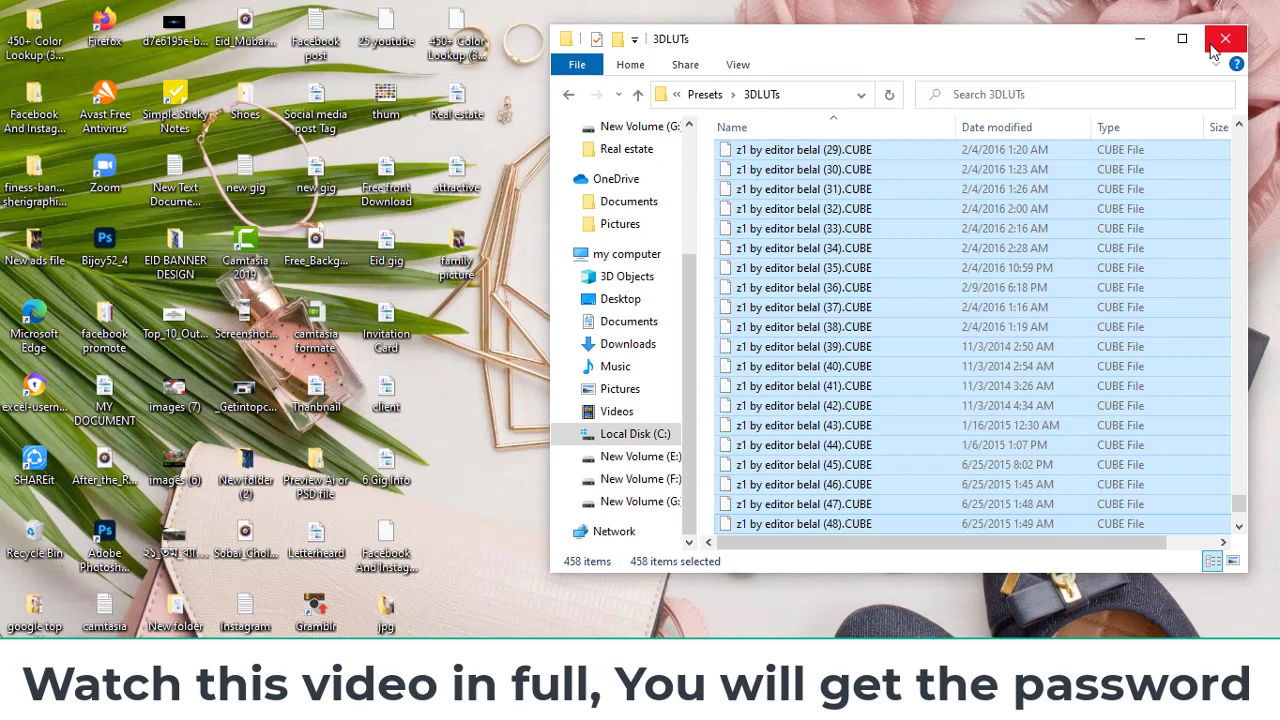 450+ Color
Lookup (3...
Firefox
d7e6195e-b...
Eid_Mubar...
Facebook
post
25 youtube
450+ Color
Lookup (3...
Facebook
And Instag...
Avast Free
Antivirus
Simple Sticky
Notes
Shoes
Social media
post Tag
thum
Real estate
finess-ban...
sherigraphi...
Zoom
New Text
Docume...
new gig
new gig
Free front
Download
attractive
New ads file
Bijoy52_4
EID BANNER
DESIGN
Camtasia
2019
Free_Backg...
Eid gig
family
picture
Microsoft
Edge
facebook
promote
Top_10_Out...
Screenshot...
camtasia
formate
Invitation
Card
excel-usern...
MY
DOCUMENT
images (7)
_Getintopc...
Thanbnail
client
SHAREit
After_the_R...
images (6)
New folder
(2)
Preview Ai or
PSD file
6 Gig Info
Recycle Bin
Adobe
Photosh...
Sobai_Chol...
Letterheard
Facebook
And Instag...
google top
camtasia
New folder
Instagram
Gramblr
jpg
3DLUTs
File
Home
Share
View
« Presets > 3DLUTs
Search 3DLUTs
New Volume (G:
Real estate
OneDrive
Documents
Pictures
my computer
3D Objects
Desktop
Documents
Downloads
Music
Pictures
Videos
Local Disk (C:)
New Volume (E:)
New Volume (F:)
New Volume (G:
Network
Name Date modified Type Size
z1 by editor belal (29).CUBE 2/4/2016 1:20 AM CUBE File
z1 by editor belal (30).CUBE 2/4/2016 1:23 AM CUBE File
z1 by editor belal (31).CUBE 2/4/2016 1:26 AM CUBE File
z1 by editor belal (32).CUBE 2/4/2016 2:00 AM CUBE File
z1 by editor belal (33).CUBE 2/4/2016 2:16 AM CUBE File
z1 by editor belal (34).CUBE 2/4/2016 2:28 AM CUBE File
z1 by editor belal (35).CUBE 2/4/2016 10:59 PM CUBE File
z1 by editor belal (36).CUBE 2/9/2016 6:18 PM CUBE File
z1 by editor belal (37).CUBE 2/4/2016 1:16 AM CUBE File
z1 by editor belal (38).CUBE 2/4/2016 1:19 AM CUBE File
z1 by editor belal (39).CUBE 11/3/2014 2:50 AM CUBE File
z1 by editor belal (40).CUBE 11/3/2014 2:54 AM CUBE File
z1 by editor belal (41).CUBE 11/3/2014 3:26 AM CUBE File
z1 by editor belal (42).CUBE 11/3/2014 4:34 AM CUBE File
z1 by editor belal (43).CUBE 1/16/2015 12:30 AM CUBE File
z1 by editor belal (44).CUBE 1/6/2015 1:07 PM CUBE File
z1 by editor belal (45).CUBE 6/25/2015 8:02 PM CUBE File
z1 by editor belal (46).CUBE 6/25/2015 1:45 AM CUBE File
z1 by editor belal (47).CUBE 6/25/2015 1:48 AM CUBE File
z1 by editor belal (48).CUBE 6/25/2015 1:49 AM CUBE File
458 items 458 items selected
Watch this video in full, You will get the password